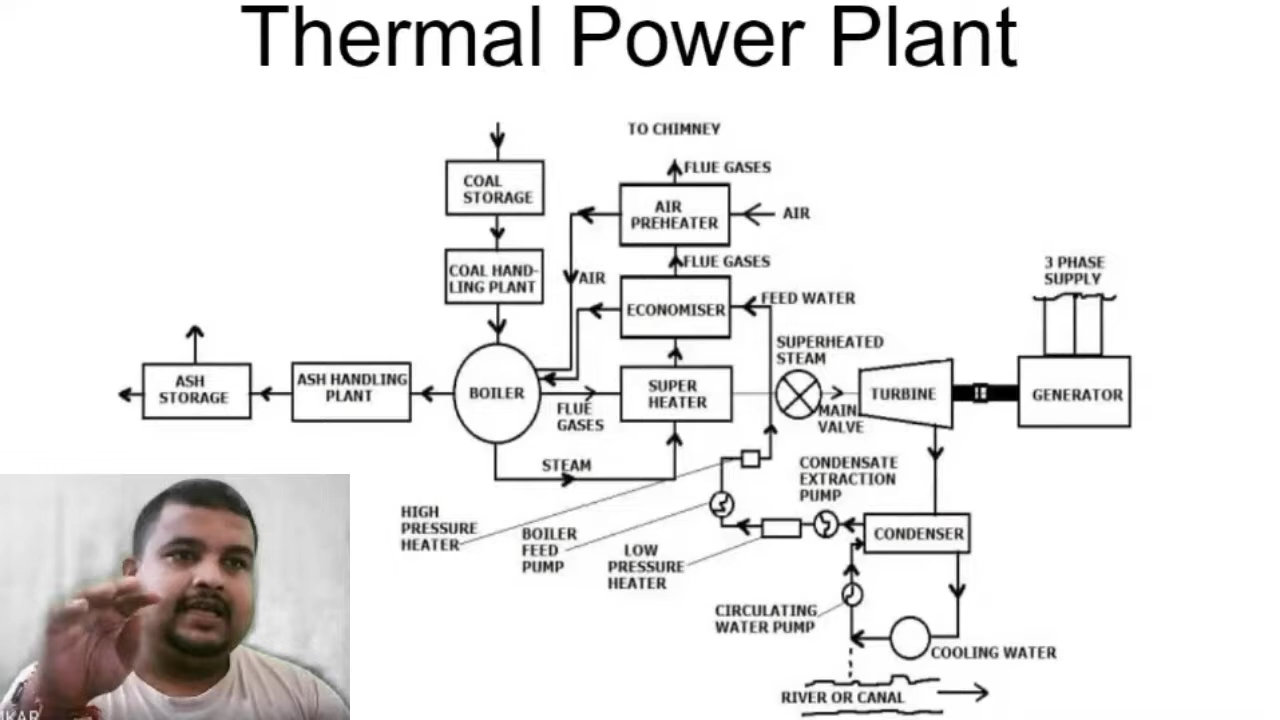 Thermal Power Plant
TO CHIMNEY
FLUE GASES
COAL
STORAGE
AIR
PREHEATER
AIR
COAL HAND-
LING PLANT
AIR
FLUE GASES
ECONOMISER
FEED WATER
3 PHASE
SUPPLY
SUPERHEATED
STEAM
ASH
STORAGE
ASH HANDLING
PLANT
BOILER
FLUE
GASES
SUPER
HEATER
MAIN
VALVE
TURBINE
GENERATOR
STEAM
HIGH
PRESSURE
HEATER
BOILER
FEED
PUMP
LOW
PRESSURE
HEATER
CONDENSATE
EXTRACTION
PUMP
CONDENSER
CIRCULATING
WATER PUMP
COOLING WATER
RIVER OR CANAL